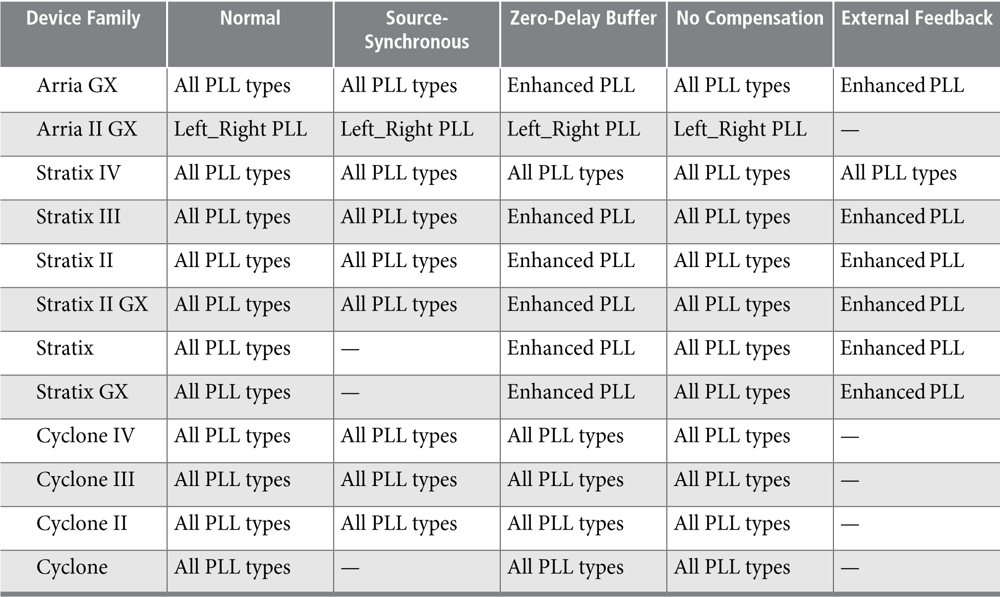 Device Family Normal Source-Synchronous Zero-Delay Buffer No Compensation External Feedback
Arria GX All PLL types All PLL types Enhanced PLL All PLL types Enhanced PLL
Arria II GX Left_Right PLL Left_Right PLL Left_Right PLL Left_Right PLL —
Stratix IV All PLL types All PLL types All PLL types All PLL types All PLL types
Stratix III All PLL types All PLL types Enhanced PLL All PLL types Enhanced PLL
Stratix II All PLL types All PLL types Enhanced PLL All PLL types Enhanced PLL
Stratix II GX All PLL types All PLL types Enhanced PLL All PLL types Enhanced PLL
Stratix All PLL types — Enhanced PLL All PLL types Enhanced PLL
Stratix GX All PLL types — Enhanced PLL All PLL types Enhanced PLL
Cyclone IV All PLL types All PLL types All PLL types All PLL types —
Cyclone III All PLL types All PLL types All PLL types All PLL types —
Cyclone II All PLL types All PLL types All PLL types All PLL types —
Cyclone All PLL types — All PLL types All PLL types —